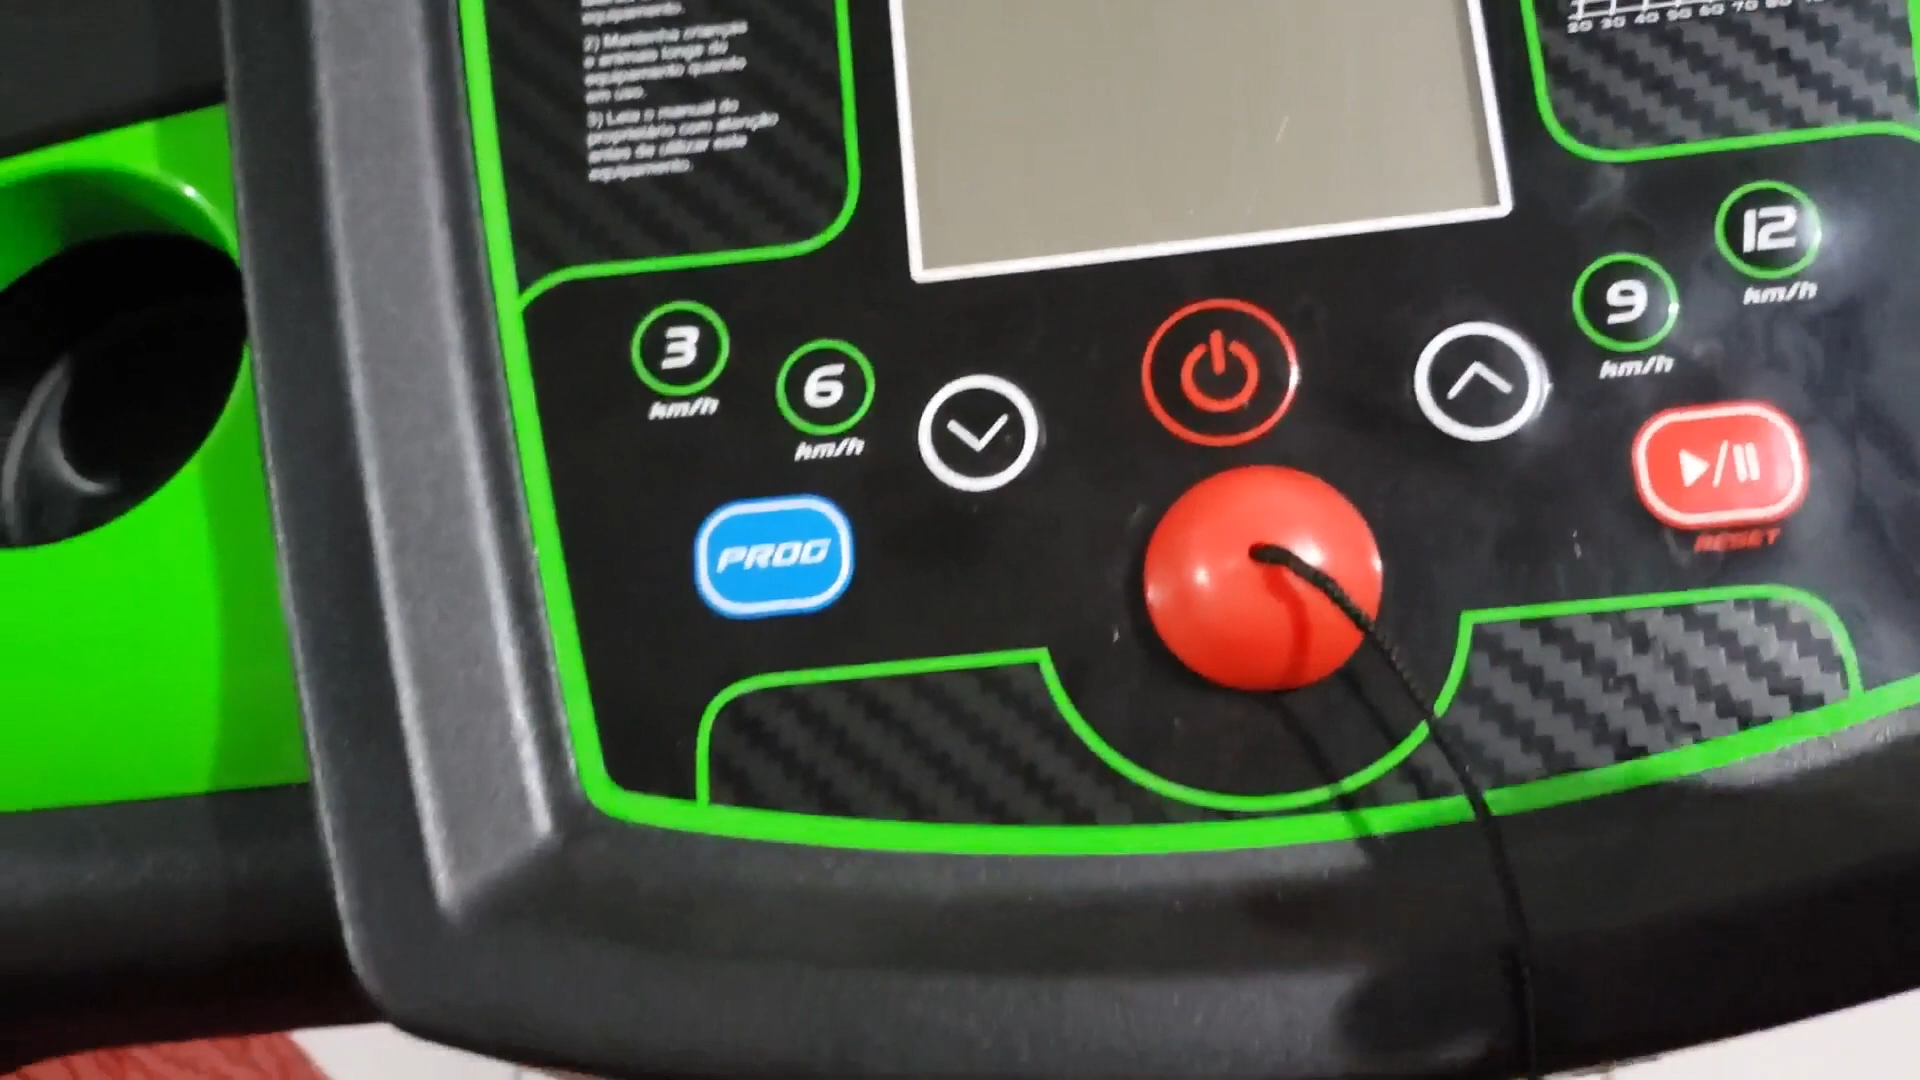 equipamento.
2) Mantenha crianças
e animais longe do
equipamento quando
em uso.
3) Leia o manual do
proprietário com atenção
antes de utilizar este
equipamento.
20 30 40 50 60 70 80
12
km/h
9
km/h
3
km/h
6
km/h
PROG
RESET